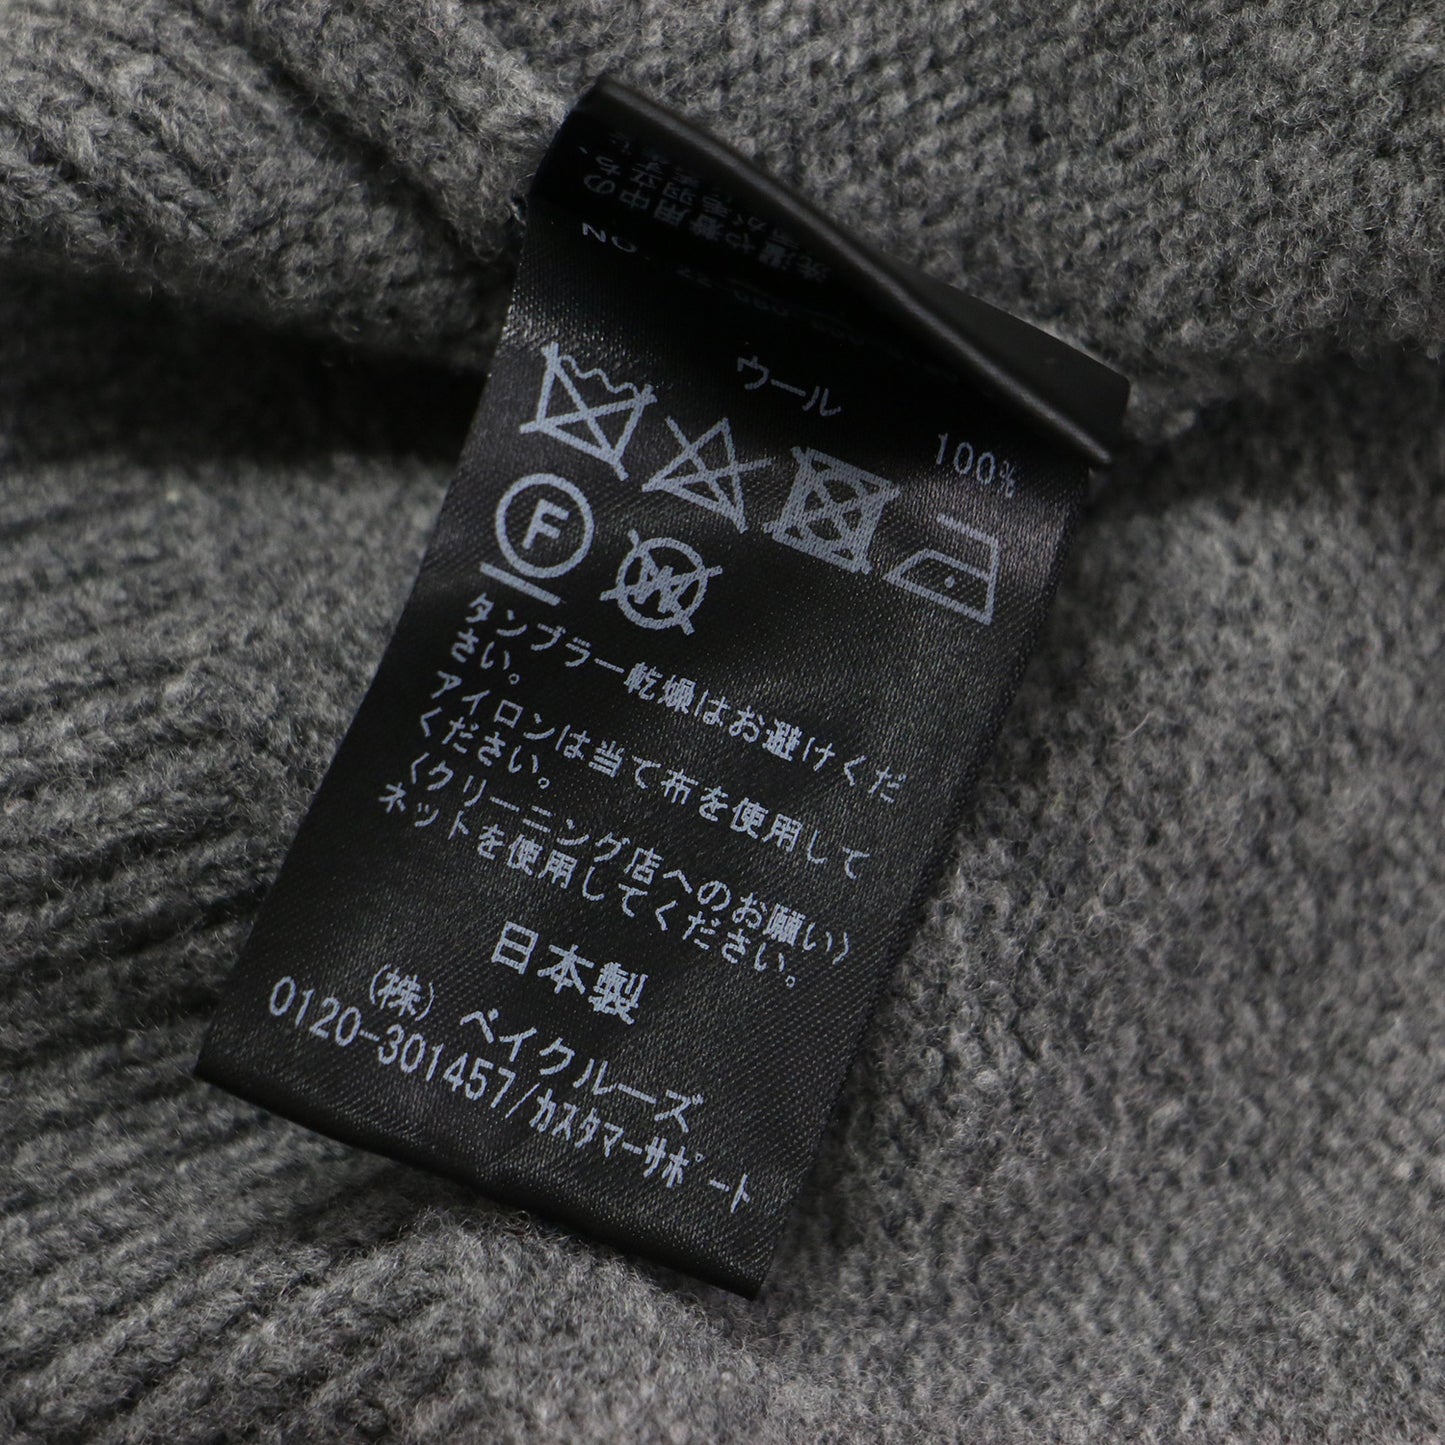 NO.
ウール
100%
F
W
タンブラー乾燥はお避けくだ
さい。
アイロンは当て布を使用して
ください。
〈クリーニング店へのお願い〉
ネットを使用してください。
日本製
(株) ベイクルーズ
0120-301457/ｶｽﾀﾏｰｻﾎﾟｰﾄ